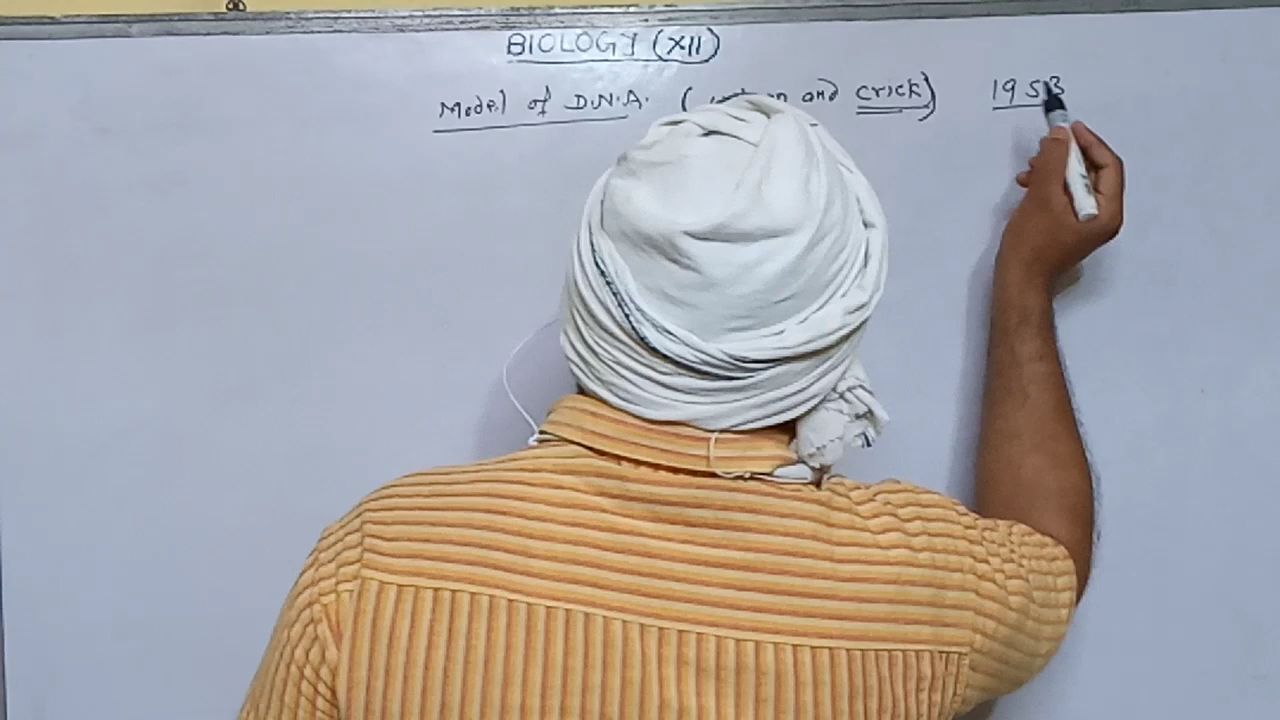 BIOLOGY (XII)
Model of D.N.A. ( and crick) 1953